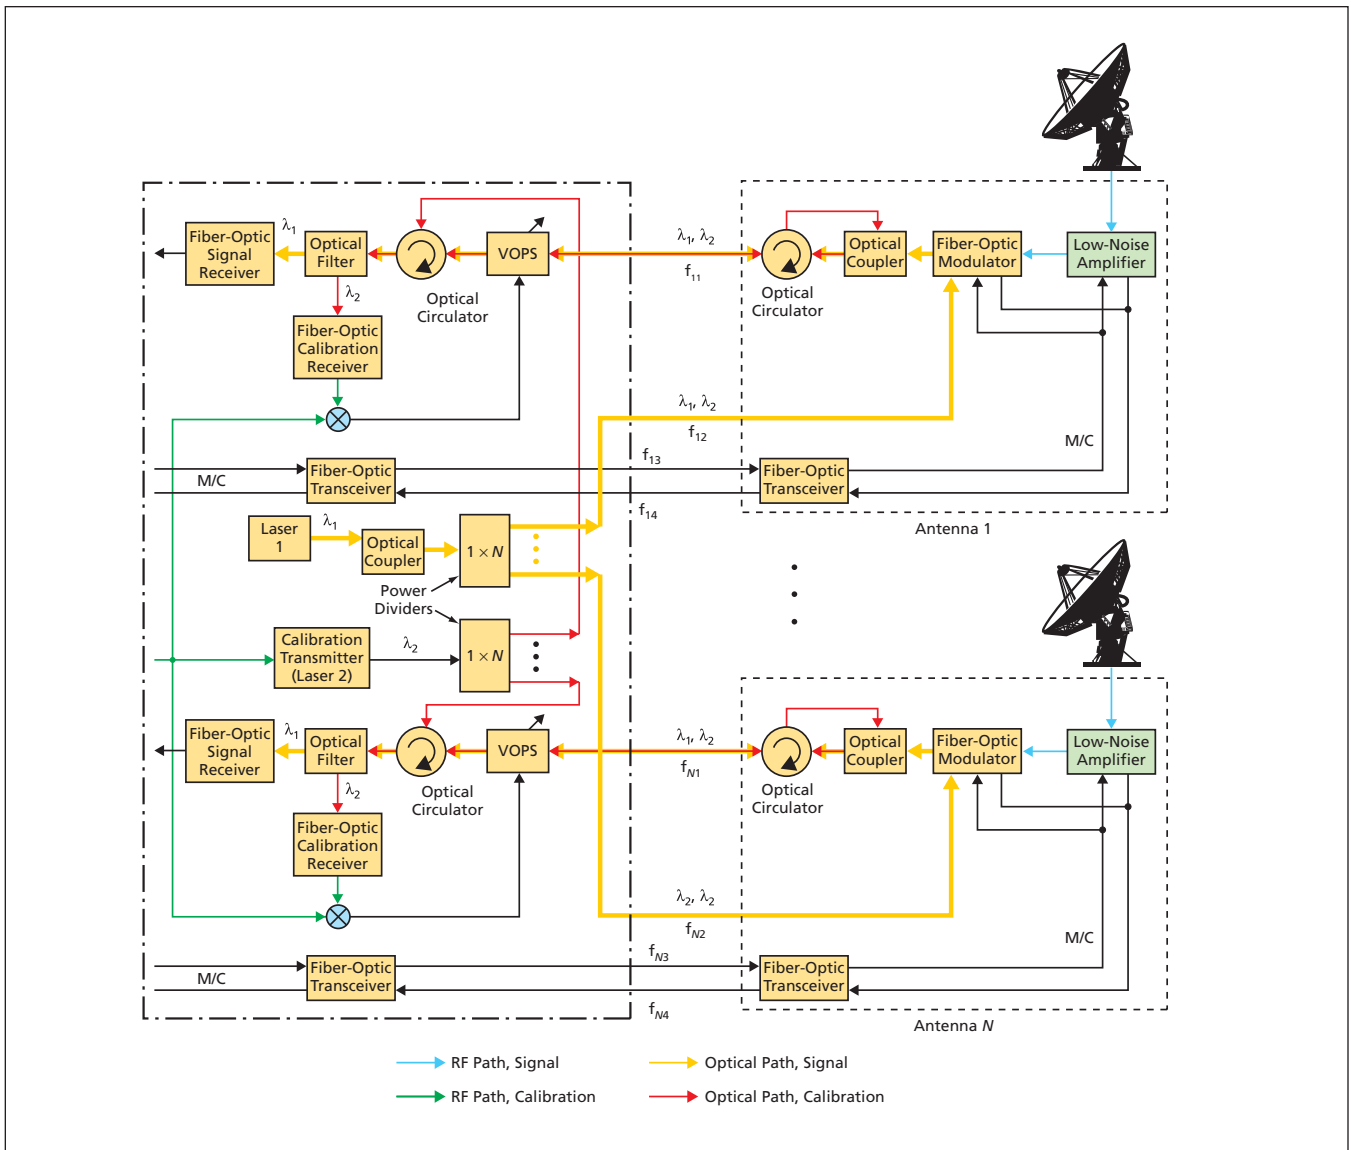 λ1
Fiber-Optic
Signal
Receiver
Optical
Filter
VOPS
λ1, λ2
f11
Optical
Coupler
Fiber-Optic
Modulator
Low-Noise
Amplifier
Optical
Circulator
Optical
Circulator
λ2
Fiber-Optic
Calibration
Receiver
λ1, λ2
f12
M/C
f13
M/C
Fiber-Optic
Transceiver
Fiber-Optic
Transceiver
f14
Antenna 1
Laser
1
λ1
Optical
Coupler
1 × N
Power
Dividers
Calibration
Transmitter
(Laser 2)
λ2
1 × N
λ1
Fiber-Optic
Signal
Receiver
Optical
Filter
VOPS
λ1, λ2
fN1
Optical
Coupler
Fiber-Optic
Modulator
Low-Noise
Amplifier
Optical
Circulator
Optical
Circulator
λ2
Fiber-Optic
Calibration
Receiver
λ2, λ2
fN2
M/C
fN3
M/C
Fiber-Optic
Transceiver
Fiber-Optic
Transceiver
fN4
Antenna N
RF Path, Signal
Optical Path, Signal
RF Path, Calibration
Optical Path, Calibration